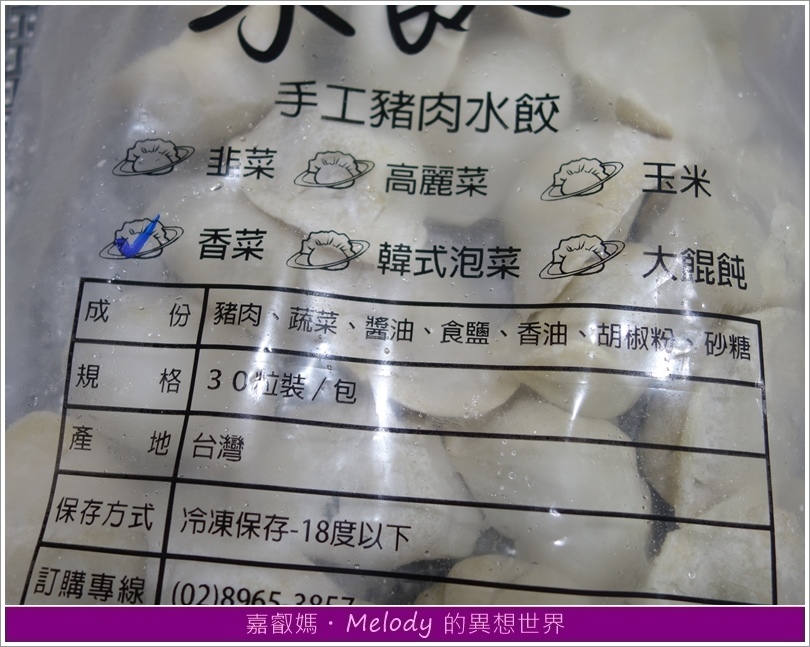 手工豬肉水餃
韭菜 高麗菜 玉米
香菜 韓式泡菜 大餛飩
成份 豬肉、蔬菜、醬油、食鹽、香油、胡椒粉、砂糖
規格 30粒裝/包
產地 台灣
保存方式 冷凍保存-18度以下
訂購專線 (02)8965-3857
嘉叡媽・Melody 的異想世界